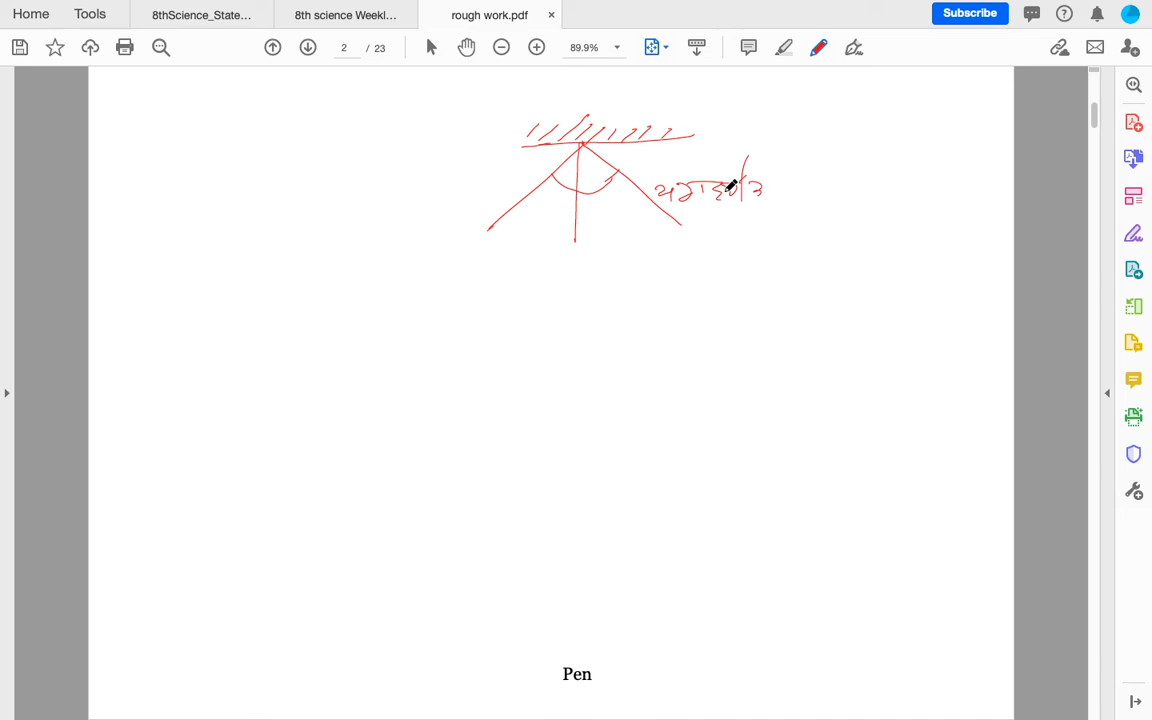 Home
Tools
8thScience_State...
8th science Weekl...
rough work.pdf
Subscribe
2 / 23
89.9%
Pen